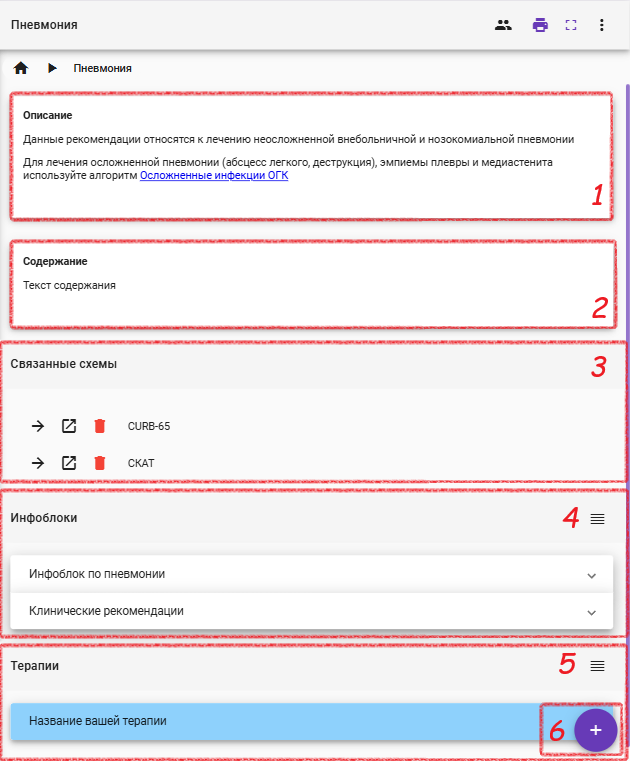 Пневмония
Пневмония
Описание
Данные рекомендации относятся к лечению неосложненной внебольничной и нозокомиальной пневмонии
Для лечения осложненной пневмонии (абсцесс легкого, деструкция), эмпиемы плевры и медиастенита
используйте алгоритм Осложненные инфекции ОГК
1
Содержание
Текст содержания
2
Связанные схемы
3
CURB-65
СКАТ
Инфоблоки
4
Инфоблок по пневмонии
Клинические рекомендации
Терапии
5
Название вашей терапии
6
+